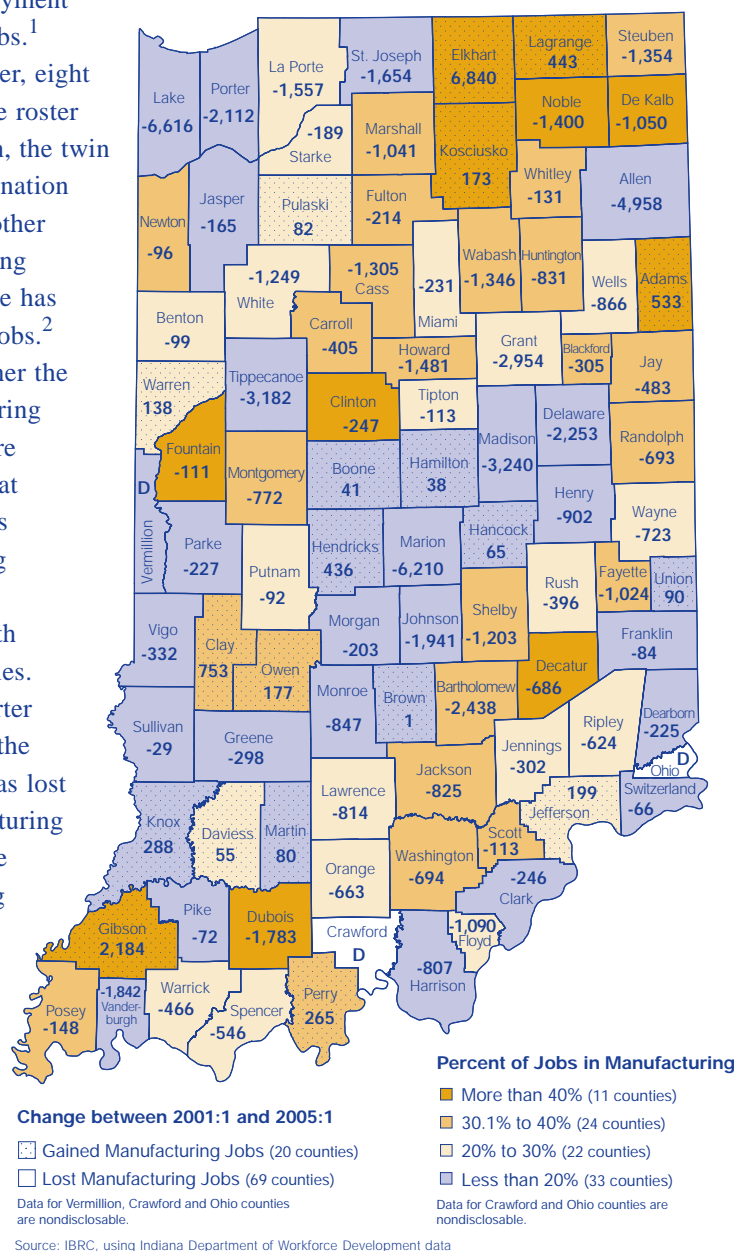 yment
bs.1
er, eight
e roster
n, the twin
nation
other
ng
e has
obs.2
ner the
ring
re
at
s
g
th
ies.
rter
the
as lost
turing
e
g
Lake
-6,616
Porter
-2,112
La Porte
-1,557
St. Joseph
-1,654
Elkhart
6,840
Lagrange
443
Steuben
-1,354
-189
Starke
Marshall
-1,041
Kosciusko
173
Noble
-1,400
De Kalb
-1,050
Newton
-96
Jasper
-165
Pulaski
82
Fulton
-214
Whitley
-131
Allen
-4,958
-1,249
White
-1,305
Cass
-231
Miami
Wabash
-1,346
Huntington
-831
Wells
-866
Adams
533
Benton
-99
Carroll
-405
Howard
-1,481
Grant
-2,954
Blackford
-305
Jay
-483
Warren
138
Tippecanoe
-3,182
Clinton
-247
Tipton
-113
Madison
-3,240
Delaware
-2,253
Randolph
-693
Fountain
-111
Montgomery
-772
Boone
41
Hamilton
38
Henry
-902
Wayne
-723
D
Vermillion
Parke
-227
Putnam
-92
Hendricks
436
Marion
-6,210
Hancock
65
Rush
-396
Fayette
-1,024
Union
90
Vigo
-332
Clay
753
Owen
177
Morgan
-203
Johnson
-1,941
Shelby
-1,203
Decatur
-686
Franklin
-84
Sullivan
-29
Greene
-298
Monroe
-847
Brown
1
Bartholomew
-2,438
Jennings
-302
Ripley
-624
Dearborn
-225
D
Ohio
Knox
288
Daviess
55
Martin
80
Lawrence
-814
Jackson
-825
199
Jefferson
Switzerland
-66
Orange
-663
Washington
-694
Scott
-113
-246
Clark
Gibson
2,184
Pike
-72
Dubois
-1,783
Crawford
D
-1,090
Floyd
-807
Harrison
Posey
-148
-1,842
Vander-
burgh
Warrick
-466
Spencer
-546
Perry
265
Change between 2001:1 and 2005:1
Gained Manufacturing Jobs (20 counties)
Lost Manufacturing Jobs (69 counties)
Data for Vermillion, Crawford and Ohio counties
are nondisclosable.
Percent of Jobs in Manufacturing
More than 40% (11 counties)
30.1% to 40% (24 counties)
20% to 30% (22 counties)
Less than 20% (33 counties)
Data for Crawford and Ohio counties are
nondisclosable.
Source: IBRC, using Indiana Department of Workforce Development data